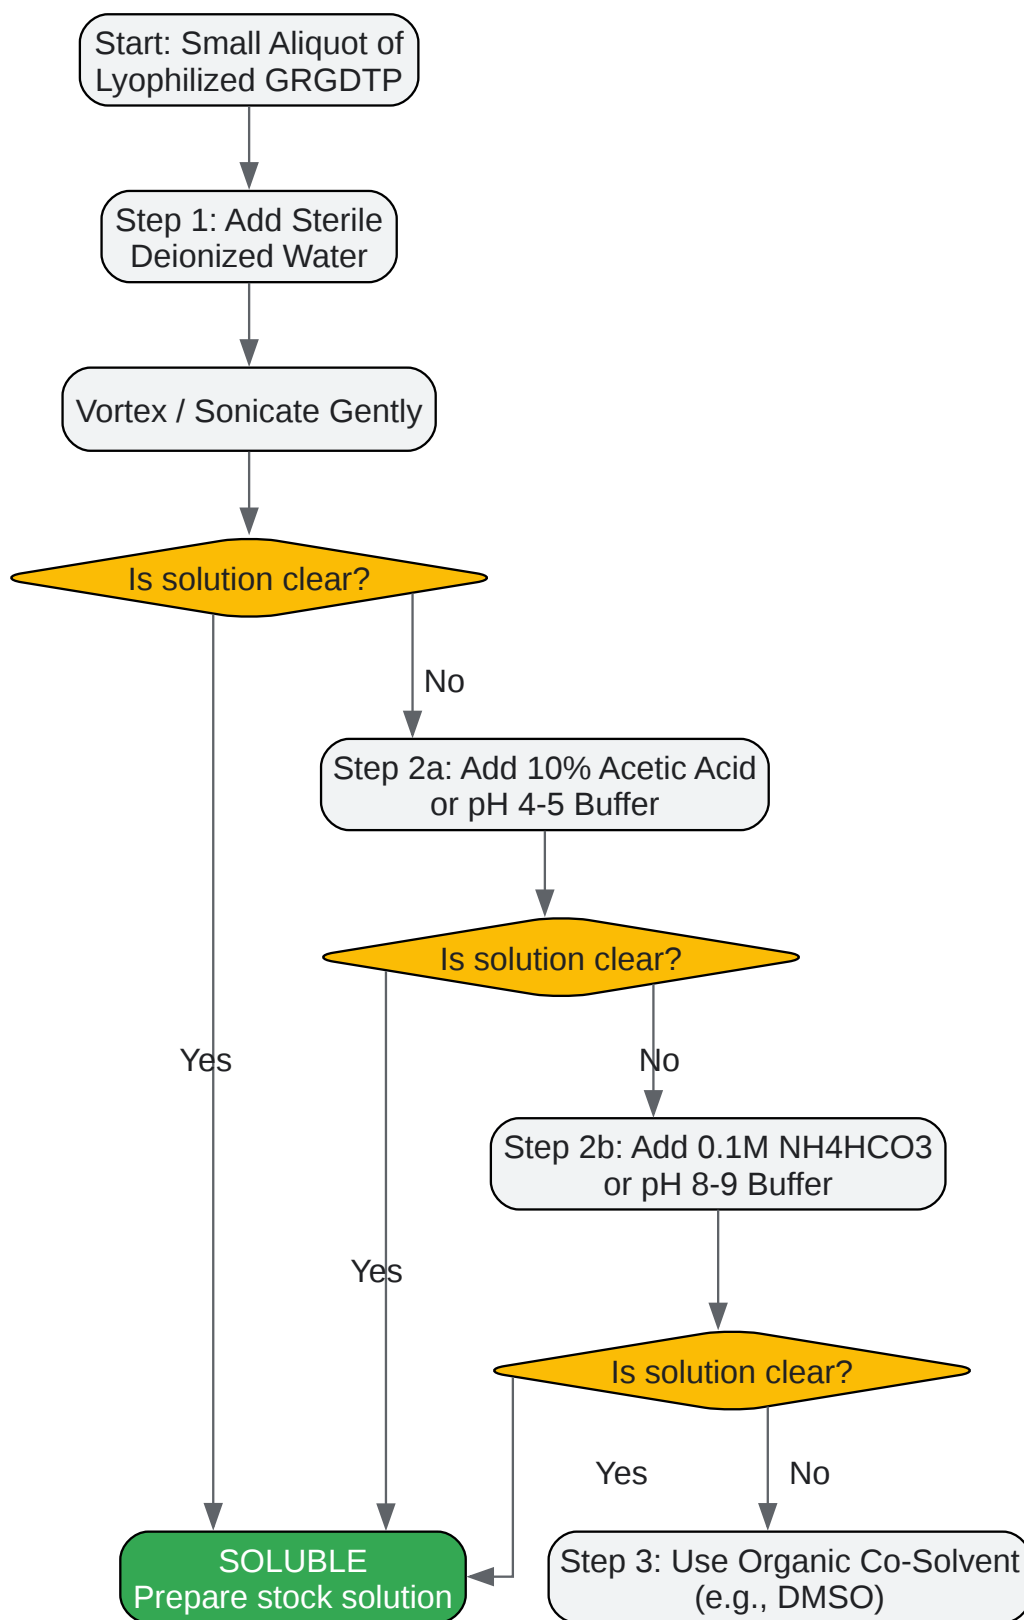 Start: Small Aliquot of
Lyophilized GRGDTP
Step 1: Add Sterile
Deionized Water
Vortex / Sonicate Gently
Is solution clear?
No
Step 2a: Add 10% Acetic Acid
or pH 4-5 Buffer
Is solution clear?
Yes
No
Step 2b: Add 0.1M NH4HCO3
or pH 8-9 Buffer
Yes
Is solution clear?
Yes
No
SOLUBLE
Prepare stock solution
Step 3: Use Organic Co-Solvent
(e.g., DMSO)